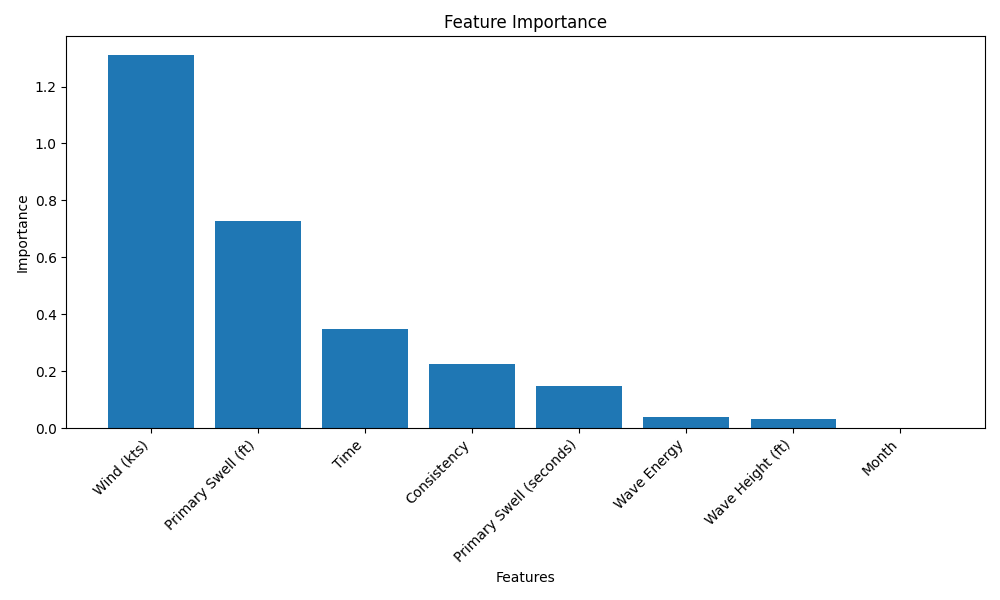 Feature Importance
Importance
1.2
1.0
0.8
0.6
0.4
0.2
0.0
Wind (kts)
Primary Swell (ft)
Time
Consistency
Primary Swell (seconds)
Wave Energy
Wave Height (ft)
Month
Features